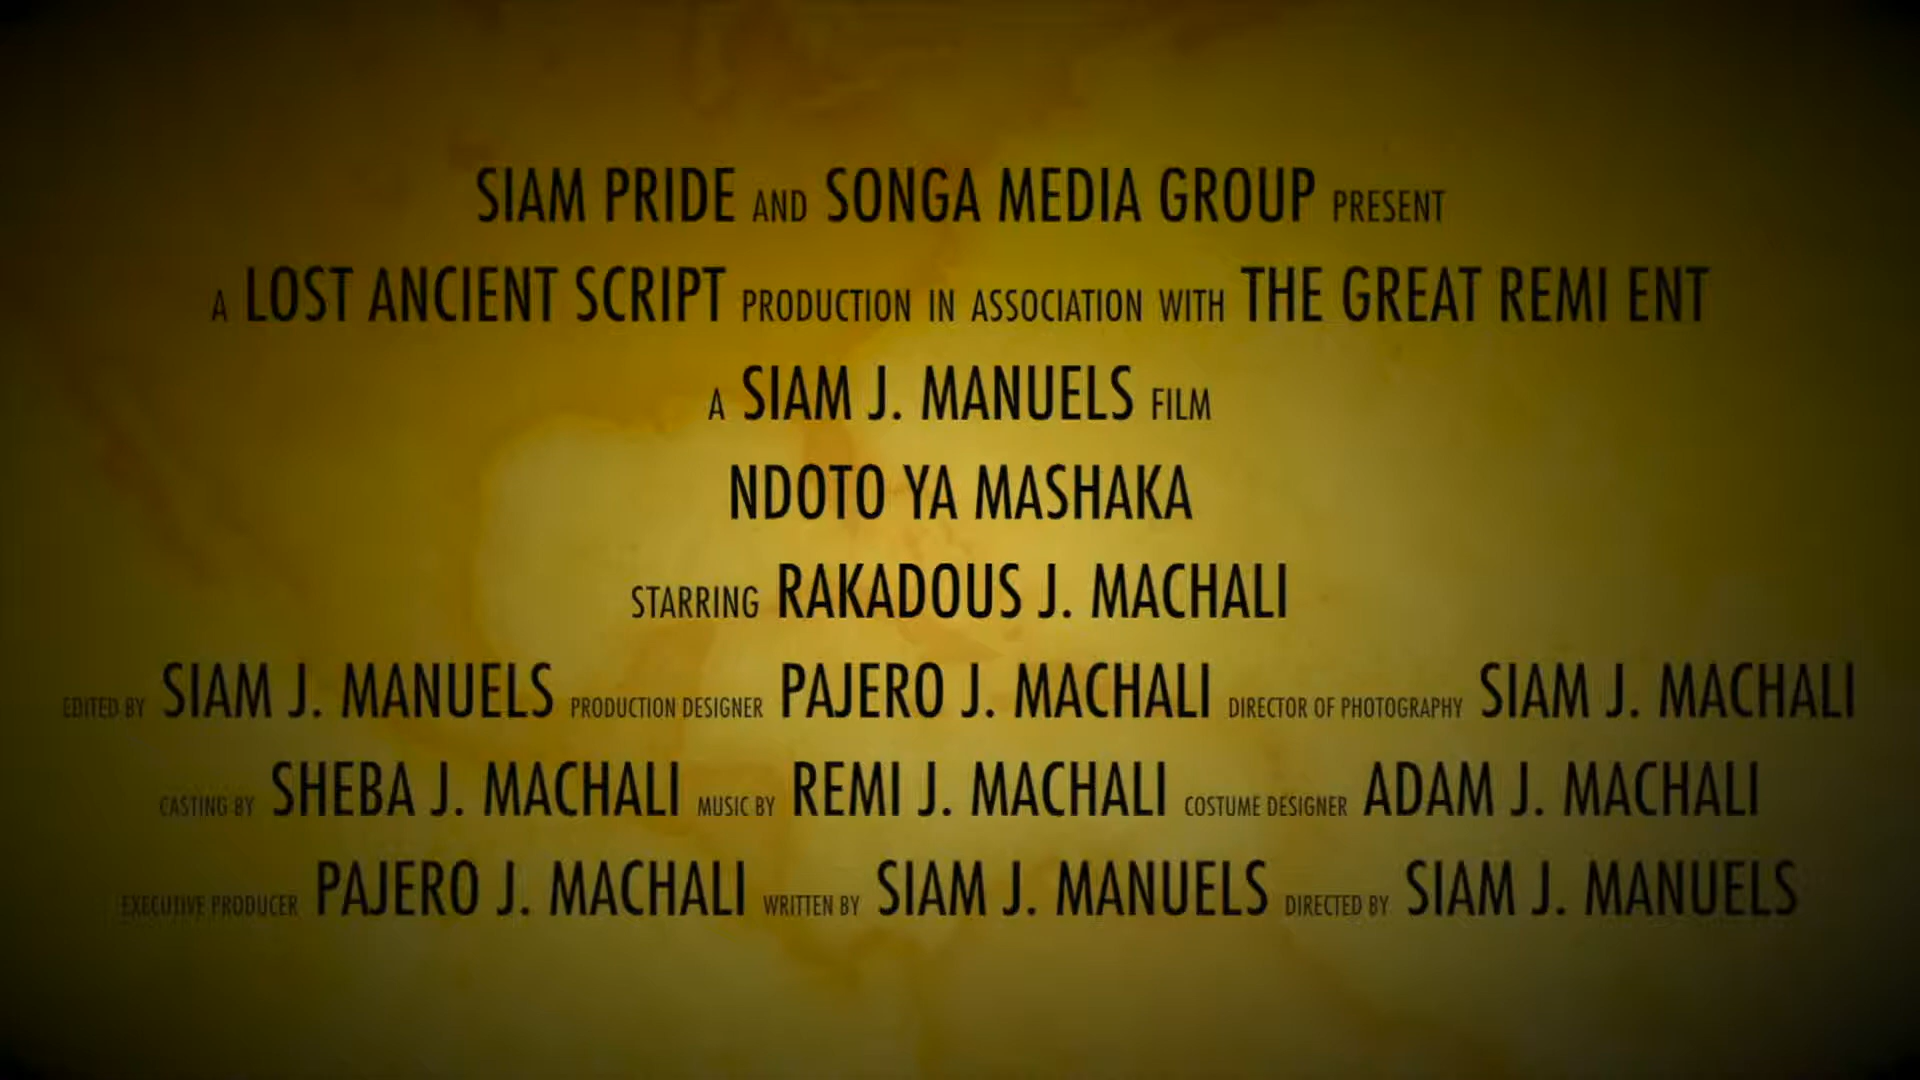 SIAM PRIDE AND SONGA MEDIA GROUP PRESENT
A LOST ANCIENT SCRIPT PRODUCTION IN ASSOCIATION WITH THE GREAT REMI ENT
A SIAM J. MANUELS FILM
NDOTO YA MASHAKA
STARRING RAKADOUS J. MACHALI
EDITED BY SIAM J. MANUELS PRODUCTION DESIGNER PAJERO J. MACHALI DIRECTOR OF PHOTOGRAPHY SIAM J. MACHALI
CASTING BY SHEBA J. MACHALI MUSIC BY REMI J. MACHALI COSTUME DESIGNER ADAM J. MACHALI
EXECUTIVE PRODUCER PAJERO J. MACHALI WRITTEN BY SIAM J. MANUELS DIRECTED BY SIAM J. MANUELS